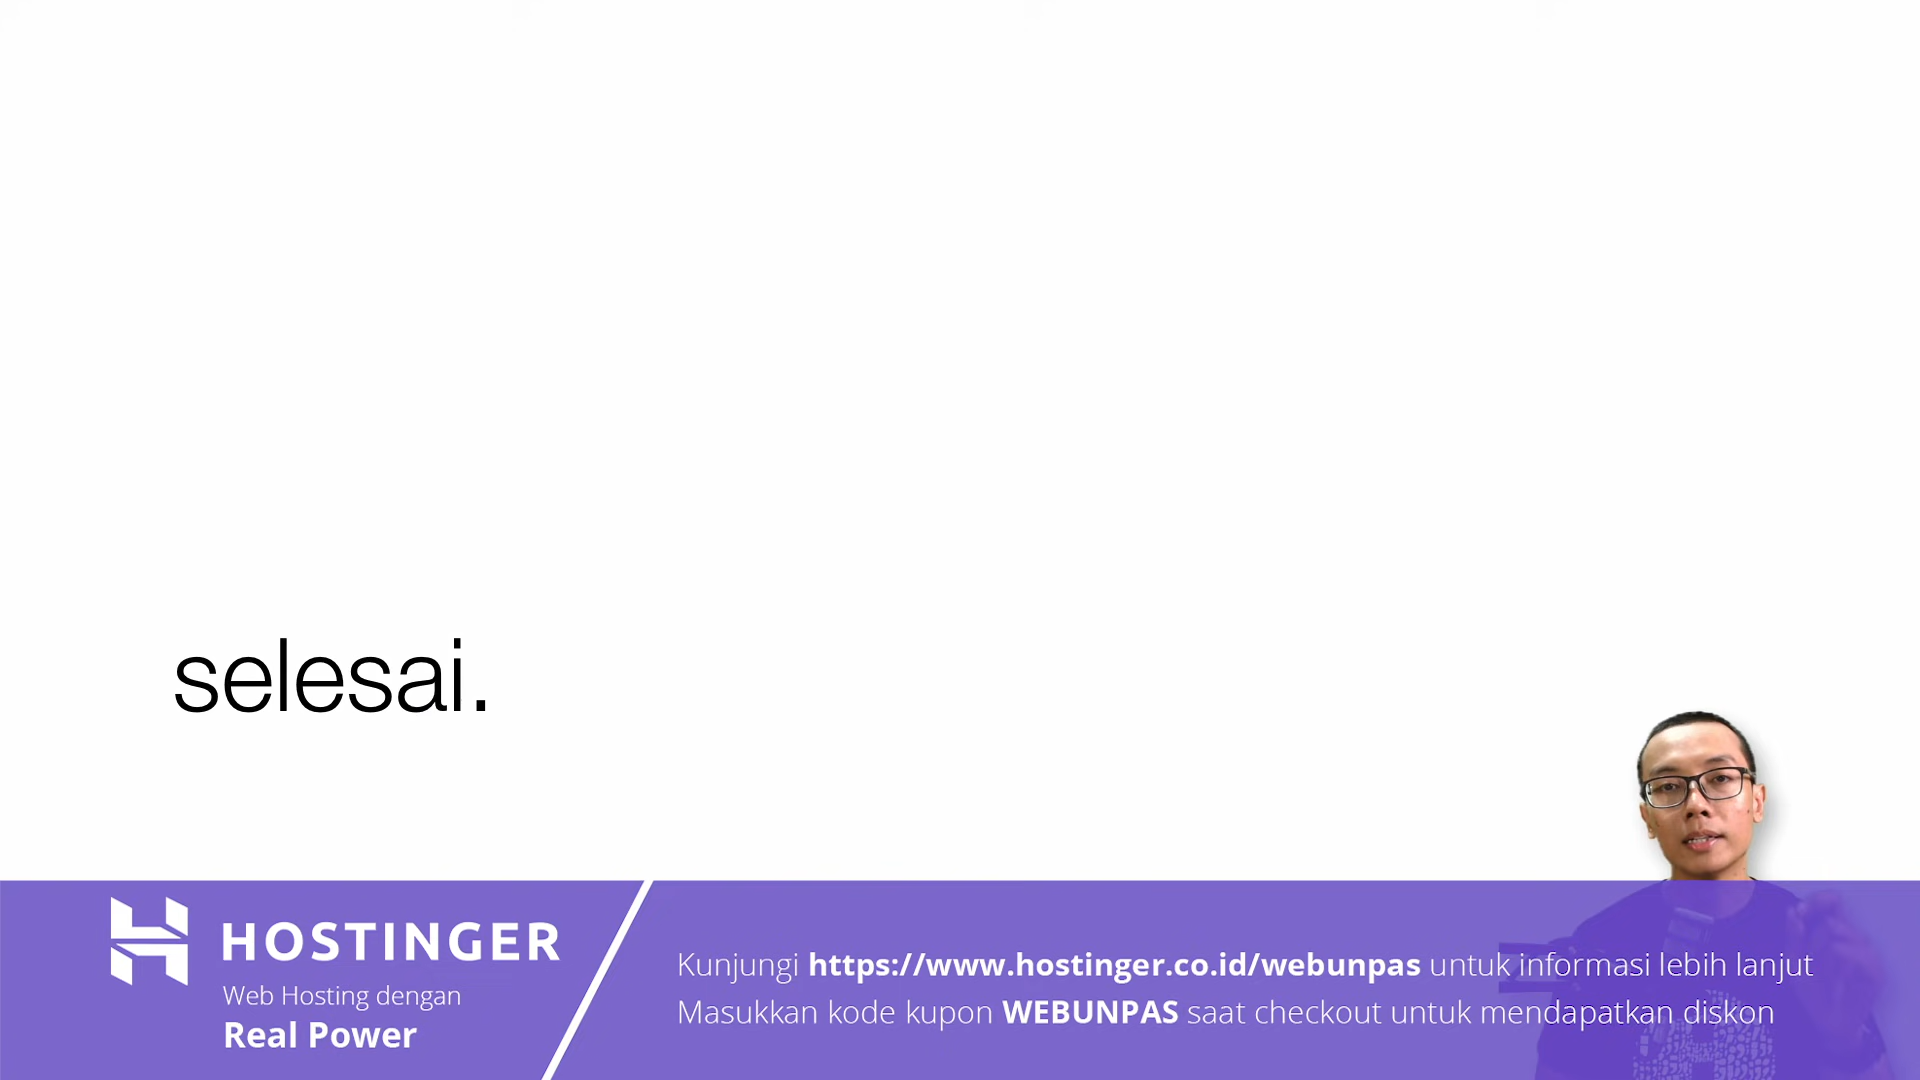 selesai.
HOSTINGER
Web Hosting dengan
Real Power
Kunjungi https://www.hostinger.co.id/webunpas untuk informasi lebih lanjut
Masukkan kode kupon WEBUNPAS saat checkout untuk mendapatkan diskon